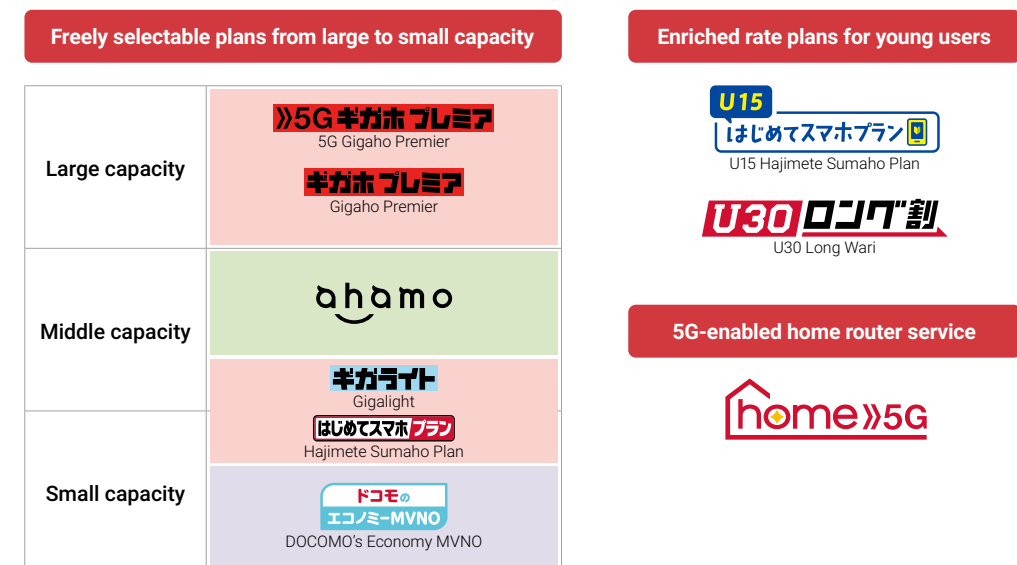 Freely selectable plans from large to small capacity
Large capacity
5Gギガホ プレミア
5G Gigaho Premier
ギガホ プレミア
Gigaho Premier
Middle capacity
ahamo
ギガライト
Gigalight
はじめてスマホプラン
Hajimete Sumaho Plan
Small capacity
ドコモの
エコノミーMVNO
DOCOMO's Economy MVNO
Enriched rate plans for young users
U15
はじめてスマホプラン
U15 Hajimete Sumaho Plan
U30ロング割
U30 Long Wari
5G-enabled home router service
home 5G